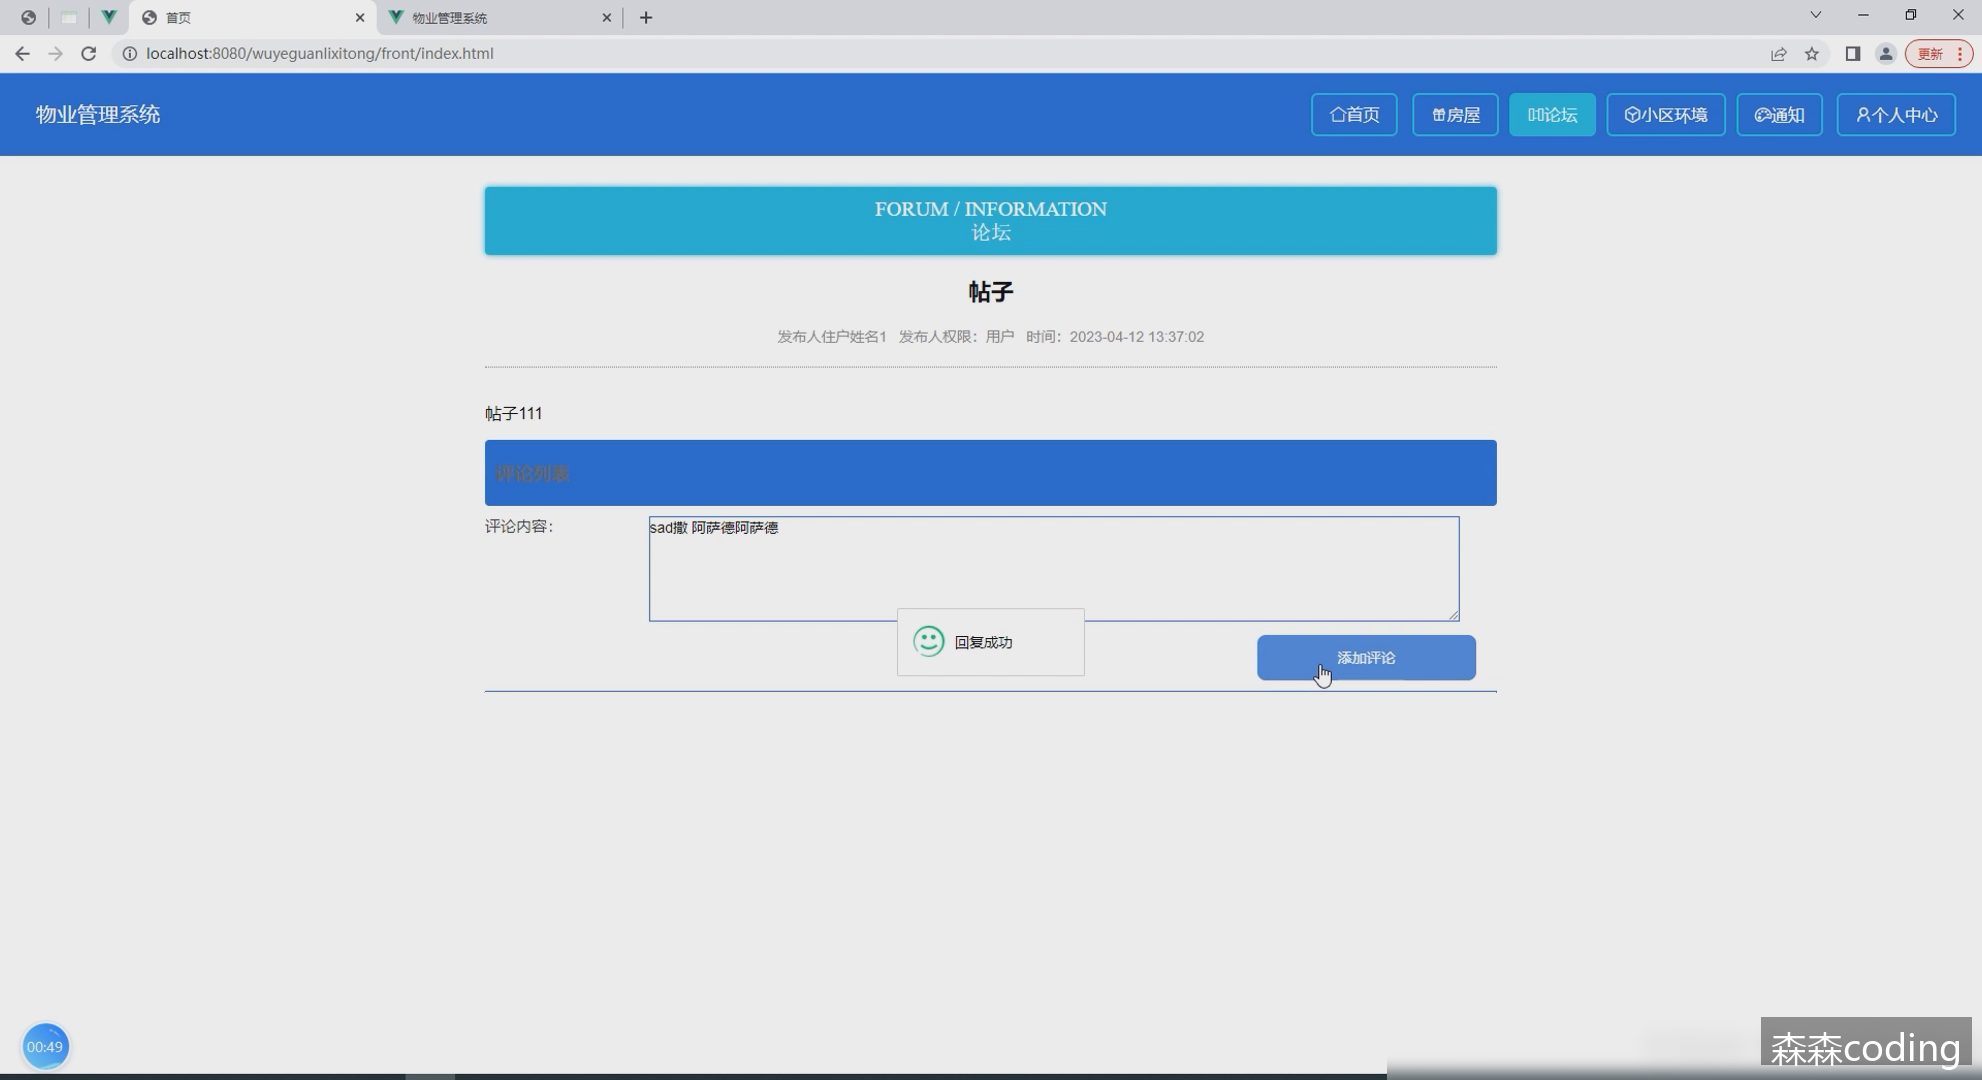 首页
物业管理系统
localhost:8080/wuyeguanlixitong/front/index.html
更新
物业管理系统
首页
房屋
论坛
小区环境
通知
个人中心
FORUM / INFORMATION
论坛
帖子
发布人住户姓名1 发布人权限：用户 时间：2023-04-12 13:37:02
帖子111
评论列表
评论内容：
sad撒 阿萨德阿萨德
回复成功
添加评论
00:49
森森coding